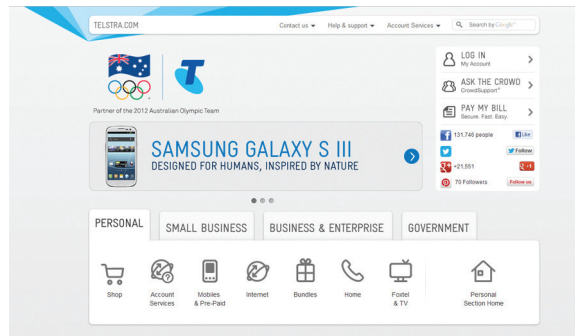 TELSTRA.COM
Contact us
Help & support
Account Services
Search by Google
LOG IN
My Account
ASK THE CROWD
CrowdSupport®
PAY MY BILL
Secure. Fast. Easy.
T
Partner of the 2012 Australian Olympic Team
SAMSUNG GALAXY S III
DESIGNED FOR HUMANS, INSPIRED BY NATURE
131,746 people
Like
Follow
+21,551
+1
70 Followers
Follow us
PERSONAL
SMALL BUSINESS
BUSINESS & ENTERPRISE
GOVERNMENT
Shop
Account
Services
Mobiles
& Pre-Paid
Internet
Bundles
Home
Foxtel
& TV
Personal
Section Home